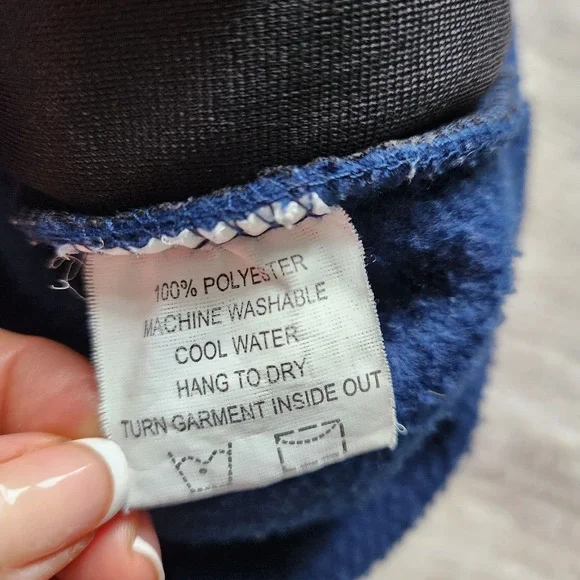 100% POLYESTER
MACHINE WASHABLE
COOL WATER
HANG TO DRY
TURN GARMENT INSIDE OUT